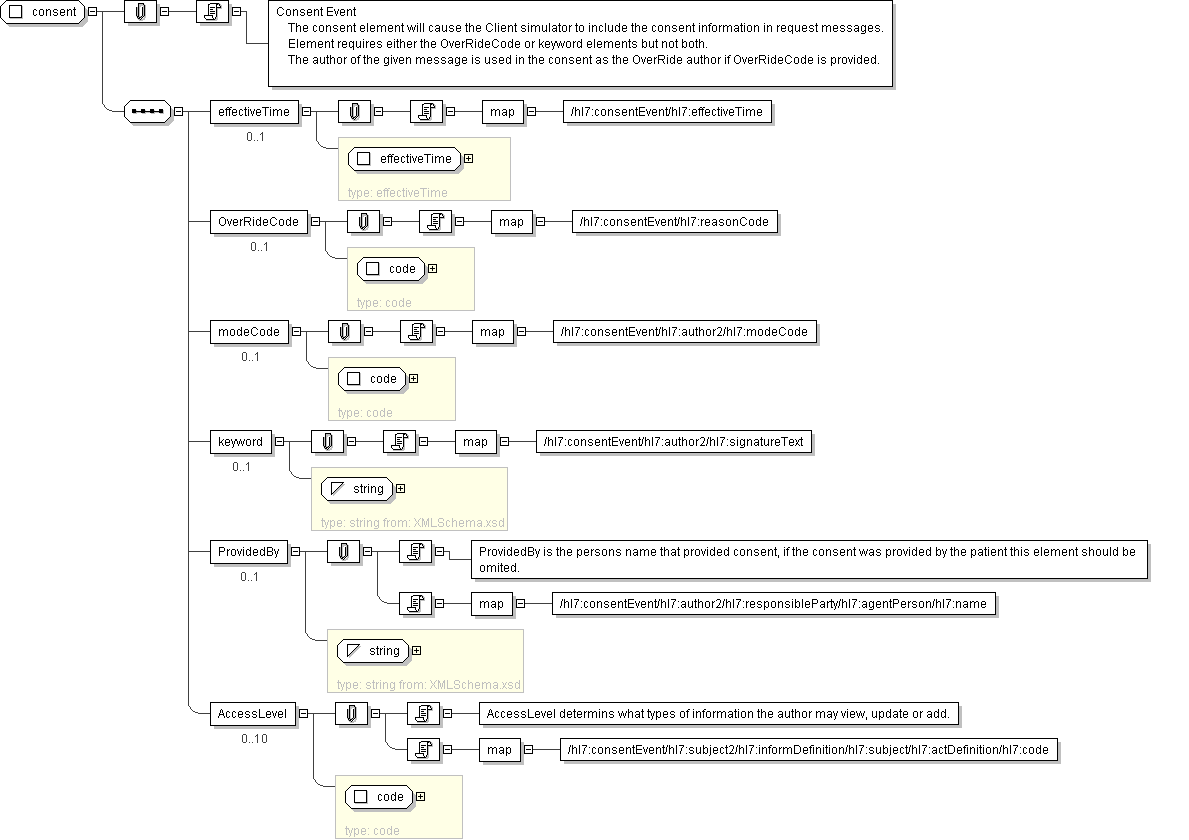 consent
Consent Event
The consent element will cause the Client simulator to include the consent information in request messages.
Element requires either the OverRideCode or keyword elements but not both.
The author of the given message is used in the consent as the OverRide author if OverRideCode is provided.
effectiveTime
map
/hl7:consentEvent/hl7:effectiveTime
0..1
effectiveTime
type: effectiveTime
OverRideCode
map
/hl7:consentEvent/hl7:reasonCode
0..1
code
type: code
modeCode
map
/hl7:consentEvent/hl7:author2/hl7:modeCode
0..1
code
type: code
keyword
map
/hl7:consentEvent/hl7:author2/hl7:signatureText
0..1
string
type: string from: XMLSchema.xsd
ProvidedBy
ProvidedBy is the persons name that provided consent, if the consent was provided by the patient this element should be
omited.
0..1
map
/hl7:consentEvent/hl7:author2/hl7:responsibleParty/hl7:agentPerson/hl7:name
string
type: string from: XMLSchema.xsd
AccessLevel
AccessLevel determins what types of information the author may view, update or add.
0..10
map
/hl7:consentEvent/hl7:subject2/hl7:informDefinition/hl7:subject/hl7:actDefinition/hl7:code
code
type: code